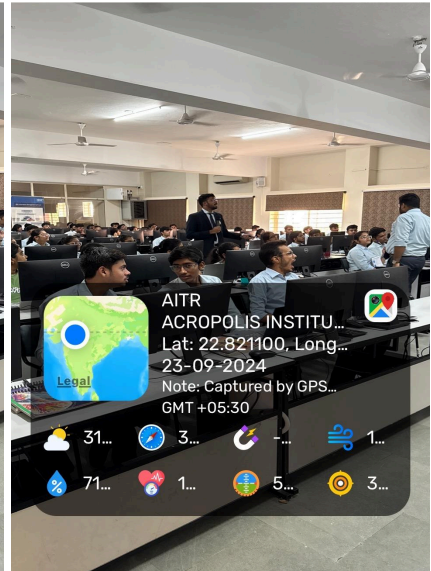 AITR
ACROPOLIS INSTITU...
Lat: 22.821100, Long...
23-09-2024
Note: Captured by GPS...
GMT +05:30
Legal
31... 3... -... 1...
71... 1... 5... 3...